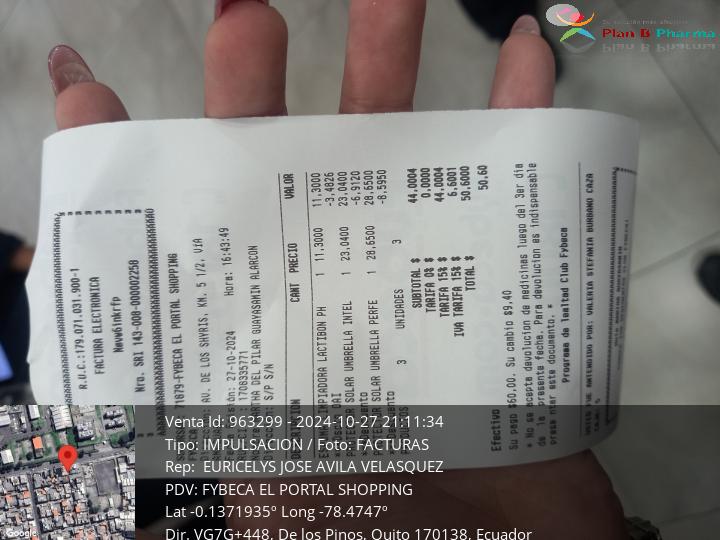 Plan B Pharma
R.U.C.:179.071.031.900-1
FACTURA ELECTRONICA
Nro. SRI 143-008-000002250
71879-FYBECA EL PORTAL SHOPPING
AV. DE LOS SHYRIS, KM. 5 1/2, VIA
27-10-2024 Hora: 16:43:49
1708335771
DEL PILAR GUAYASAMIN ALARCON
S/P S/N
CANT PRECIO VALOR
LIMPIADORA LACTIBON PH 1 11,3000 11,3000
-3,4826
SOLAR UMBRELLA INTEL 1 23,0400 23,0400
-6,9120
SOLAR UMBRELLA PERFE 1 28,6500 28,6500
-8,5950
3 UNIDADES 3
SUBTOTAL $ 44,0004
TARIFA 0% $ 0,0000
TARIFA 15% $ 44,0004
IVA TARIFA 15% $ 6,6001
TOTAL $ 50,6000
50,60
Efectivo
Su pago $60,00. Su cambio $9,40
* No se acepta devolucion de medicinas luego del 3er dia
de la presente fecha. Para devolucion es indispensable
presentar este documento. *
Programa de lealtad Club Fybeca
USTED FUE ANTENDIDO POR: VALERIA STEFANIA BURBANO CAZA
Venta Id: 963299 - 2024-10-27 21:11:34
Tipo: IMPULSACION / Foto: FACTURAS
Rep: EURICELYS JOSE AVILA VELASQUEZ
PDV: FYBECA EL PORTAL SHOPPING
Lat -0.1371935° Long -78.4747°
Dir. VG7G+448, De los Pinos, Quito 170138, Ecuador
Google